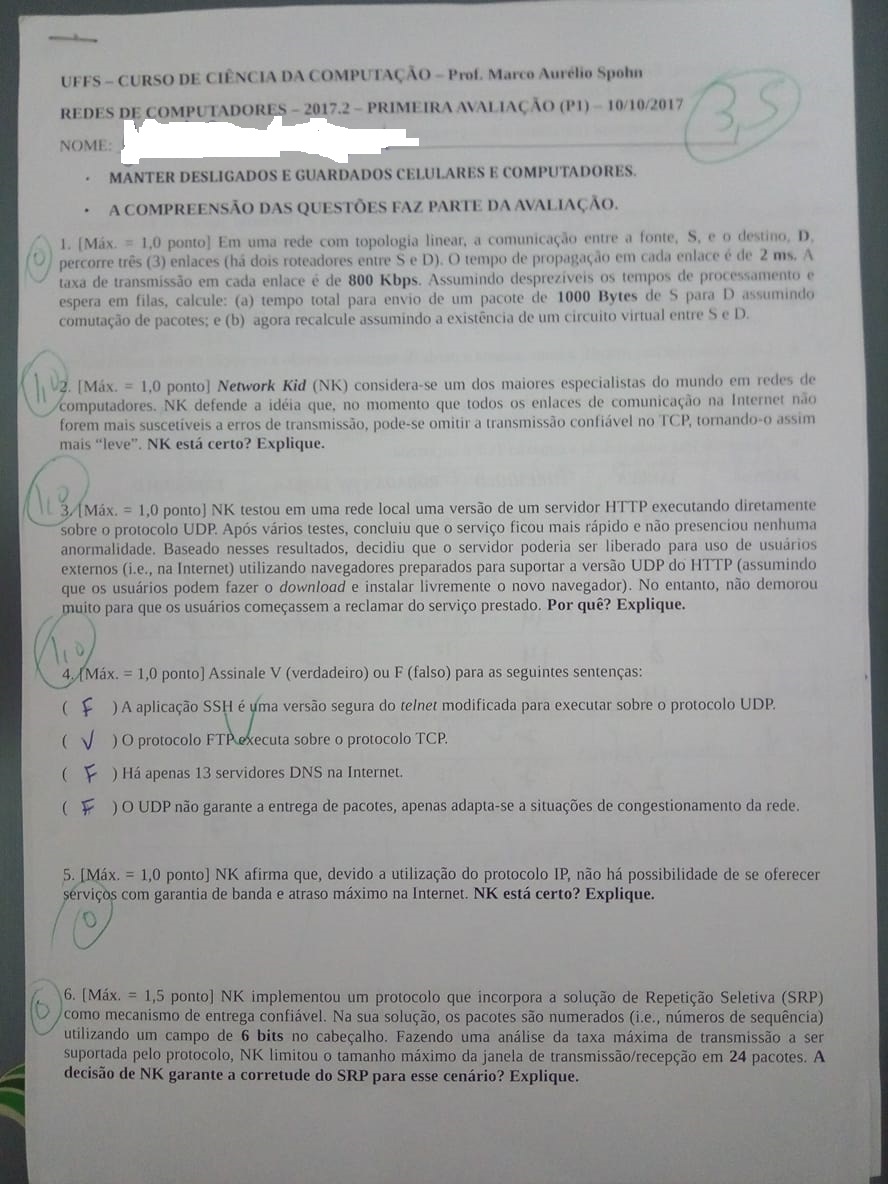 UFFS – CURSO DE CIÊNCIA DA COMPUTAÇÃO – Prof. Marco Aurélio Spohn
REDES DE COMPUTADORES – 2017.2 – PRIMEIRA AVALIAÇÃO (P1) – 10/10/2017
3,5
NOME:
· MANTER DESLIGADOS E GUARDADOS CELULARES E COMPUTADORES.
· A COMPREENSÃO DAS QUESTÕES FAZ PARTE DA AVALIAÇÃO.
0
1. [Máx. = 1,0 ponto] Em uma rede com topologia linear, a comunicação entre a fonte, S, e o destino, D,
percorre três (3) enlaces (há dois roteadores entre S e D). O tempo de propagação em cada enlace é de 2 ms. A
taxa de transmissão em cada enlace é de 800 Kbps. Assumindo desprezíveis os tempos de processamento e
espera em filas, calcule: (a) tempo total para envio de um pacote de 1000 Bytes de S para D assumindo
comutação de pacotes; e (b) agora recalcule assumindo a existência de um circuito virtual entre S e D.
1,0
2. [Máx. = 1,0 ponto] Network Kid (NK) considera-se um dos maiores especialistas do mundo em redes de
computadores. NK defende a idéia que, no momento que todos os enlaces de comunicação na Internet não
forem mais suscetíveis a erros de transmissão, pode-se omitir a transmissão confiável no TCP, tornando-o assim
mais “leve”. NK está certo? Explique.
1,0
3. [Máx. = 1,0 ponto] NK testou em uma rede local uma versão de um servidor HTTP executando diretamente
sobre o protocolo UDP. Após vários testes, concluiu que o serviço ficou mais rápido e não presenciou nenhuma
anormalidade. Baseado nesses resultados, decidiu que o servidor poderia ser liberado para uso de usuários
externos (i.e., na Internet) utilizando navegadores preparados para suportar a versão UDP do HTTP (assumindo
que os usuários podem fazer o download e instalar livremente o novo navegador). No entanto, não demorou
muito para que os usuários começassem a reclamar do serviço prestado. Por quê? Explique.
1,0
4. [Máx. = 1,0 ponto] Assinale V (verdadeiro) ou F (falso) para as seguintes sentenças:
( F ) A aplicação SSH é uma versão segura do telnet modificada para executar sobre o protocolo UDP.
( V ) O protocolo FTP executa sobre o protocolo TCP.
( F ) Há apenas 13 servidores DNS na Internet.
( F ) O UDP não garante a entrega de pacotes, apenas adapta-se a situações de congestionamento da rede.
5. [Máx. = 1,0 ponto] NK afirma que, devido a utilização do protocolo IP, não há possibilidade de se oferecer
serviços com garantia de banda e atraso máximo na Internet. NK está certo? Explique.
0
0
6. [Máx. = 1,5 ponto] NK implementou um protocolo que incorpora a solução de Repetição Seletiva (SRP)
como mecanismo de entrega confiável. Na sua solução, os pacotes são numerados (i.e., números de sequência)
utilizando um campo de 6 bits no cabeçalho. Fazendo uma análise da taxa máxima de transmissão a ser
suportada pelo protocolo, NK limitou o tamanho máximo da janela de transmissão/recepção em 24 pacotes. A
decisão de NK garante a corretude do SRP para esse cenário? Explique.